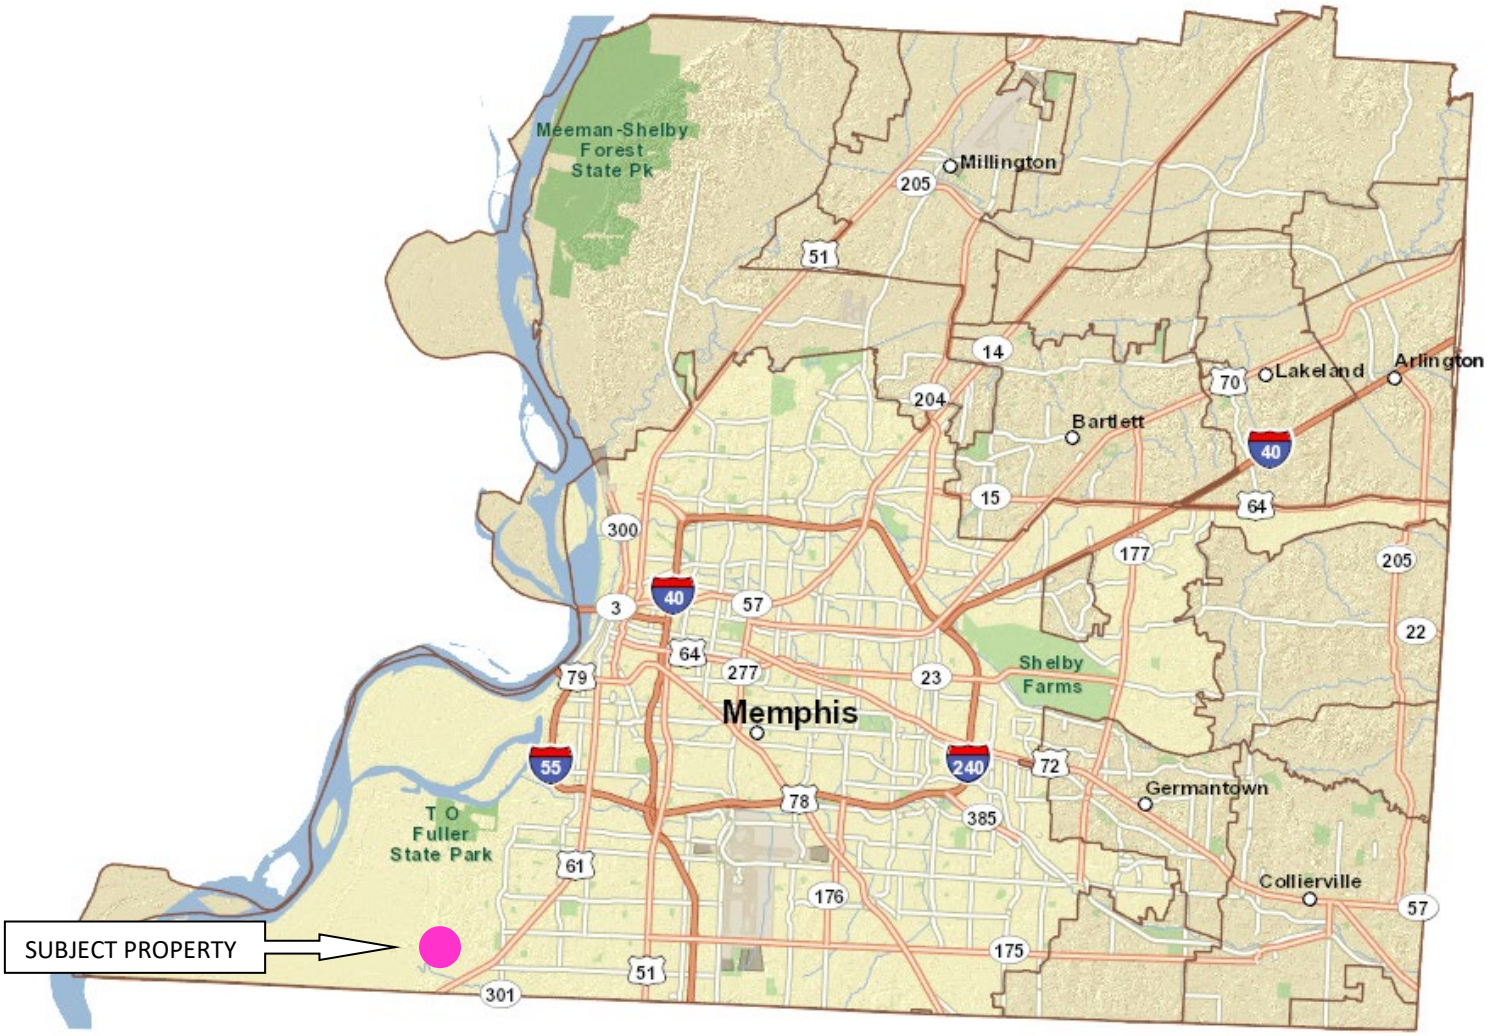 Meeman-Shelby
Forest
State Pk
Millington
205
51
14
70
Lakeland
Arlington
204
Bartlett
40
15
64
300
177
205
40
3
57
22
64
277
79
23
Shelby
Farms
Memphis
55
240
72
78
Germantown
385
T O
Fuller
State Park
61
176
Collierville
57
SUBJECT PROPERTY
175
51
301